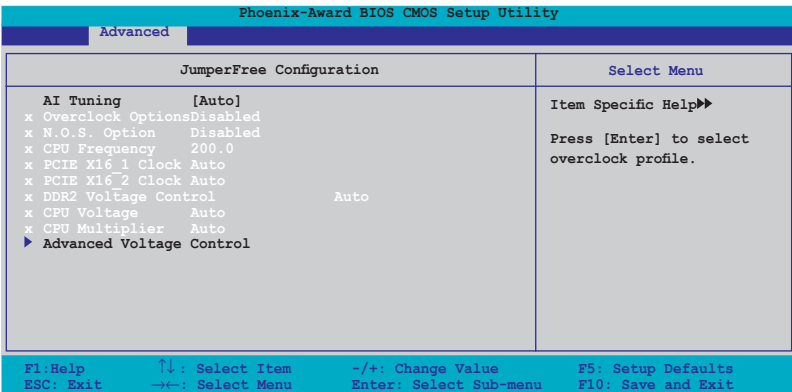 Phoenix-Award BIOS CMOS Setup Utility
Advanced
JumperFree Configuration
Select Menu
AI Tuning [Auto]
x Overclock OptionsDisabled
x N.O.S. Option Disabled
x CPU Frequency 200.0
x PCIE X16_1 Clock Auto
x PCIE X16_2 Clock Auto
x DDR2 Voltage Control Auto
x CPU Voltage Auto
x CPU Multiplier Auto
Advanced Voltage Control
Item Specific Help
Press [Enter] to select
overclock profile.
F1:Help ↑↓: Select Item -/+: Change Value F5: Setup Defaults
ESC: Exit →←: Select Menu Enter: Select Sub-menu F10: Save and Exit